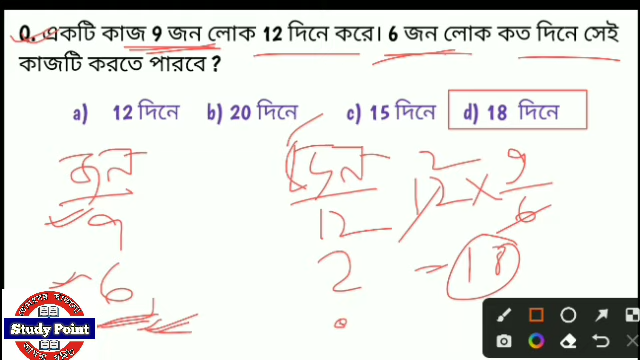 Q. একটি কাজ 9 জন লোক 12 দিনে করে। 6 জন লোক কত দিনে সেই
কাজটি করতে পারবে ?
a) 12 দিনে b) 20 দিনে c) 15 দিনে d) 18 দিনে
জন দিন 12 × 9/6
9 12
6 2 = 18
Study Point